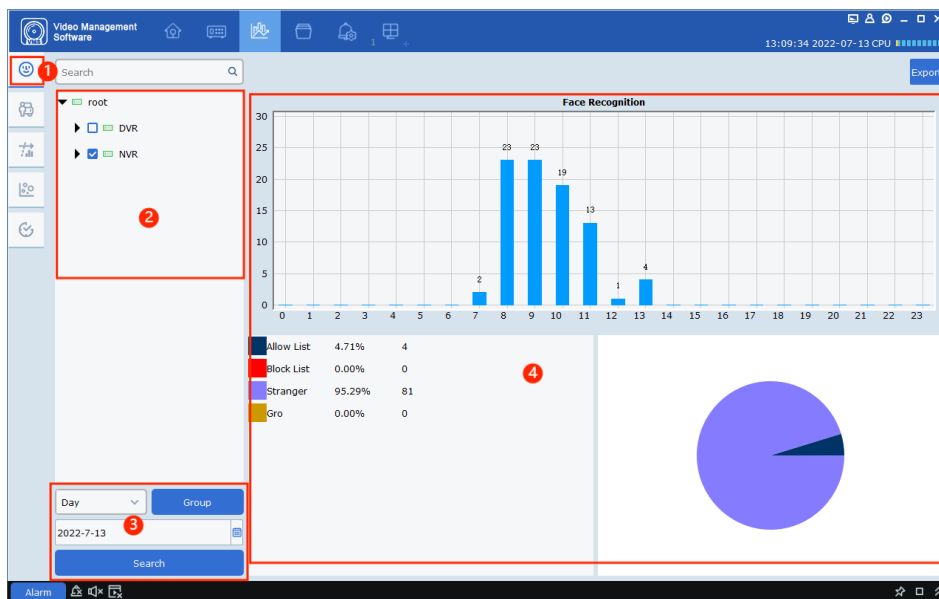 Video Management
Software
VMS
1
13:09:34 2022-07-13 CPU
1
Search
Export
root
DVR
NVR
2
Face Recognition
30
25
20
15
10
5
0
23
23
19
13
2
1
4
0 1 2 3 4 5 6 7 8 9 10 11 12 13 14 15 16 17 18 19 20 21 22 23
Allow List 4.71% 4
Block List 0.00% 0
Stranger 95.29% 81
Gro 0.00% 0
4
Day
Group
3
2022-7-13
Search
Alarm